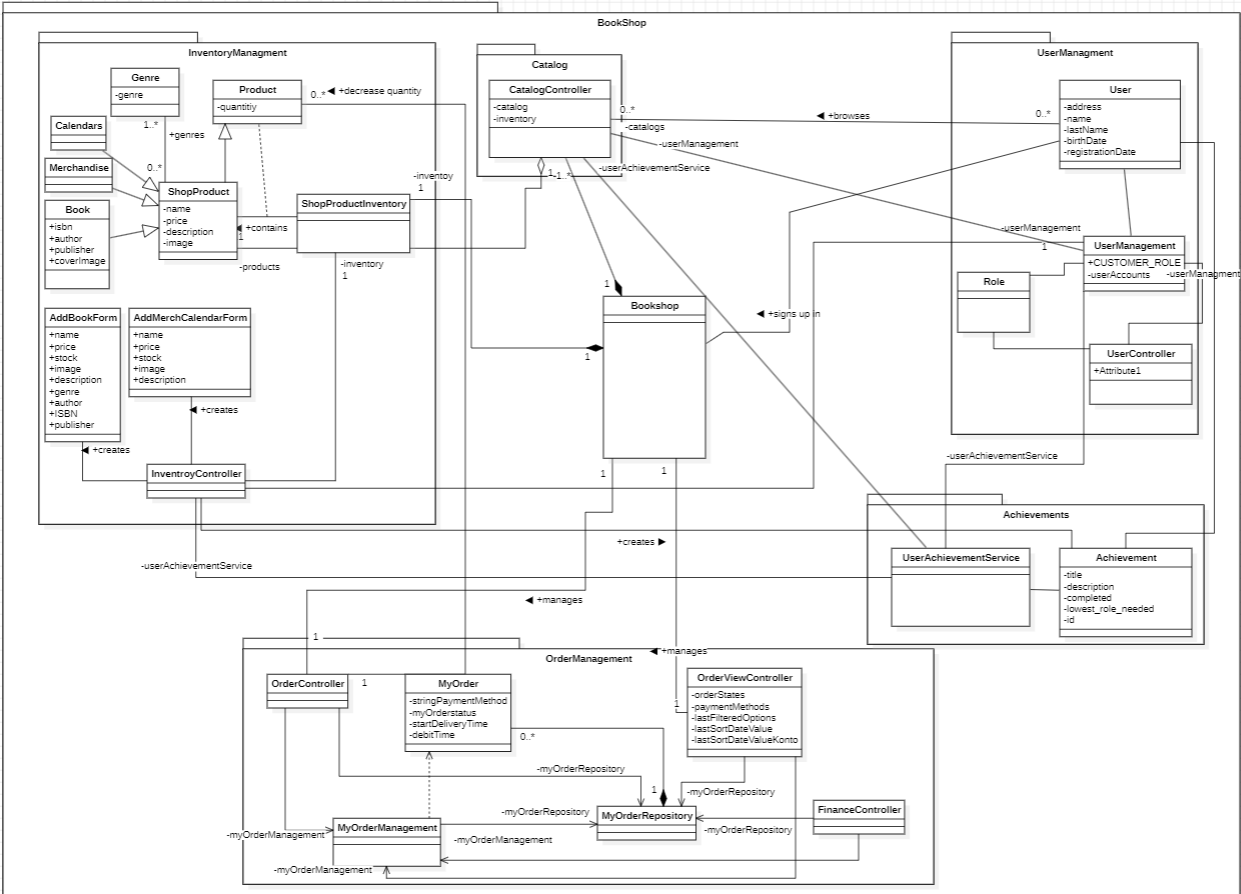 BookShop
InventoryManagment
Genre
-genre
1..*
+genres
0..*
Product
-quantitiy
0..*
◄ +decrease quantity
Calendars
Merchandise
Book
+isbn
+author
+publisher
+coverImage
ShopProduct
-name
-price
-description
-image
◄ +contains
1
-products
ShopProductInventory
-inventoy
1
-inventory
1
AddBookForm
+name
+price
+stock
+image
+description
+genre
+author
+ISBN
+publisher
AddMerchCalendarForm
+name
+price
+stock
+image
+description
◄ +creates
◄ +creates
InventroyController
Catalog
CatalogController
-catalog
-inventory
0..*
-catalogs
-userManagement
-userAchievementService
1
-1..*
◄ +browses
UserManagment
User
-address
-name
-lastName
-birthDate
-registrationDate
0..*
-userManagement
1
UserManagement
+CUSTOMER_ROLE
-userAccounts
-userManagment
Role
UserController
+Attribute1
Bookshop
1
1
1
1
◄ +signs up in
-userAchievementService
Achievements
UserAchievementService
Achievement
-title
-description
-completed
-lowest_role_needed
-id
+creates ►
-userAchievementService
◄ +manages
1
◄ +manages
OrderManagement
OrderController
1
MyOrder
-stringPaymentMethod
-myOrderstatus
-startDeliveryTime
-debitTime
0..*
OrderViewController
-orderStates
-paymentMethods
-lastFilteredOptions
-lastSortDateValue
-lastSortDateValueKonto
1
-myOrderRepository
1
-myOrderRepository
-myOrderRepository
MyOrderRepository
-myOrderRepository
FinanceController
-myOrderManagement
MyOrderManagement
-myOrderManagement
-myOrderManagement